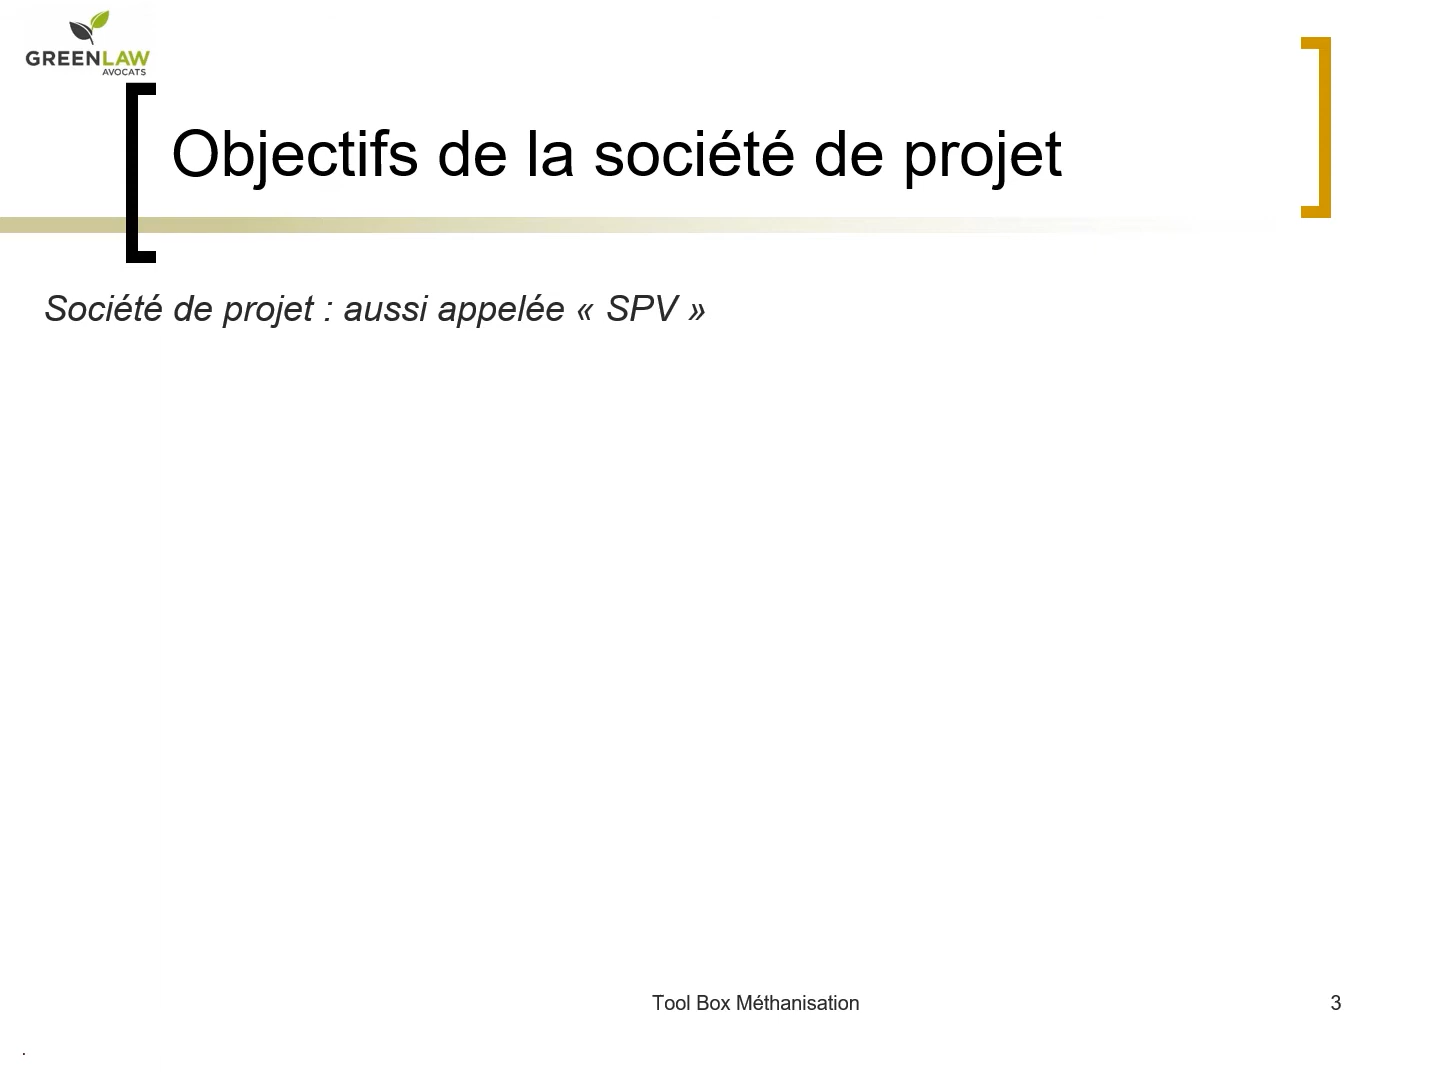 GREENLAW
AVOCATS
Objectifs de la société de projet
Société de projet : aussi appelée « SPV »
Tool Box Méthanisation
3
.